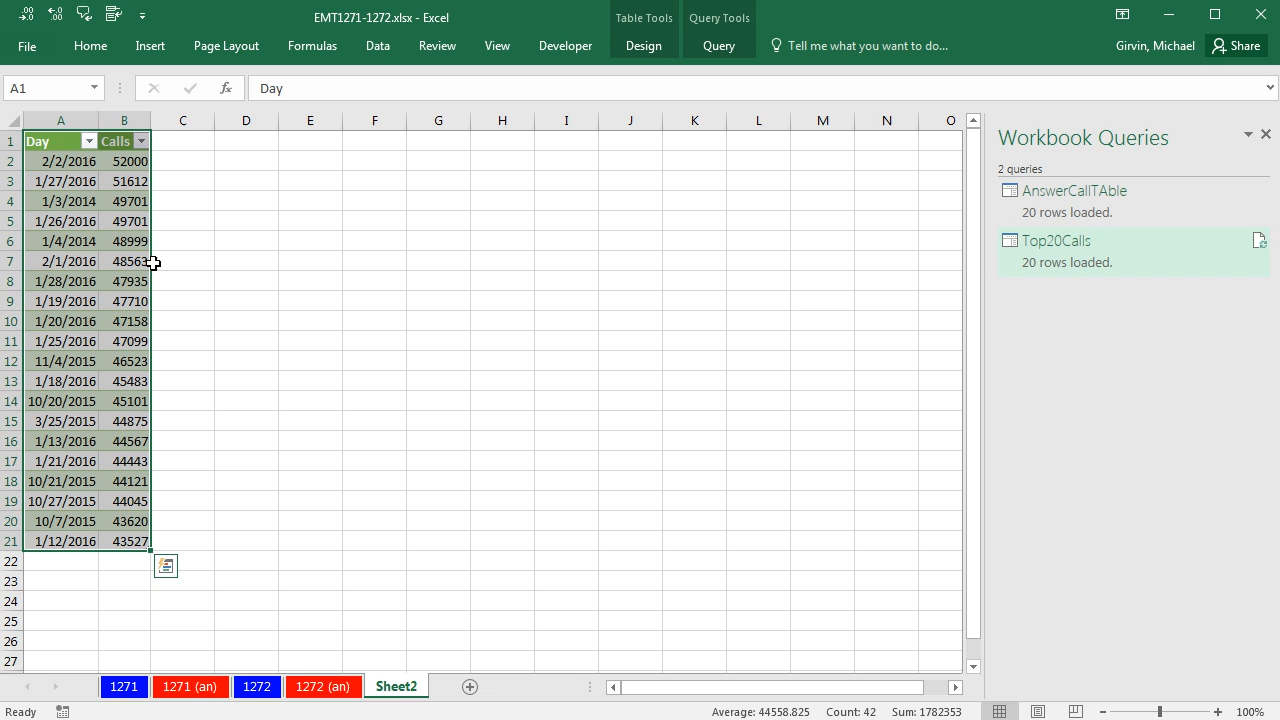 EMT1271-1272.xlsx - Excel
Table Tools
Query Tools
File
Home
Insert
Page Layout
Formulas
Data
Review
View
Developer
Design
Query
Tell me what you want to do...
Girvin, Michael
Share
A1
fx
Day
A B C D E F G H I J K L M N O
1 Day Calls
2 2/2/2016 52000
3 1/27/2016 51612
4 1/3/2014 49701
5 1/26/2016 49701
6 1/4/2014 48999
7 2/1/2016 48563
8 1/28/2016 47935
9 1/19/2016 47710
10 1/20/2016 47158
11 1/25/2016 47099
12 11/4/2015 46523
13 1/18/2016 45483
14 10/20/2015 45101
15 3/25/2015 44875
16 1/13/2016 44567
17 1/21/2016 44443
18 10/21/2015 44121
19 10/27/2015 44045
20 10/7/2015 43620
21 1/12/2016 43527
22
23
24
25
26
27
Workbook Queries
2 queries
AnswerCallTAble
20 rows loaded.
Top20Calls
20 rows loaded.
1271
1271 (an)
1272
1272 (an)
Sheet2
Ready
Average: 44558.825
Count: 42
Sum: 1782353
100%